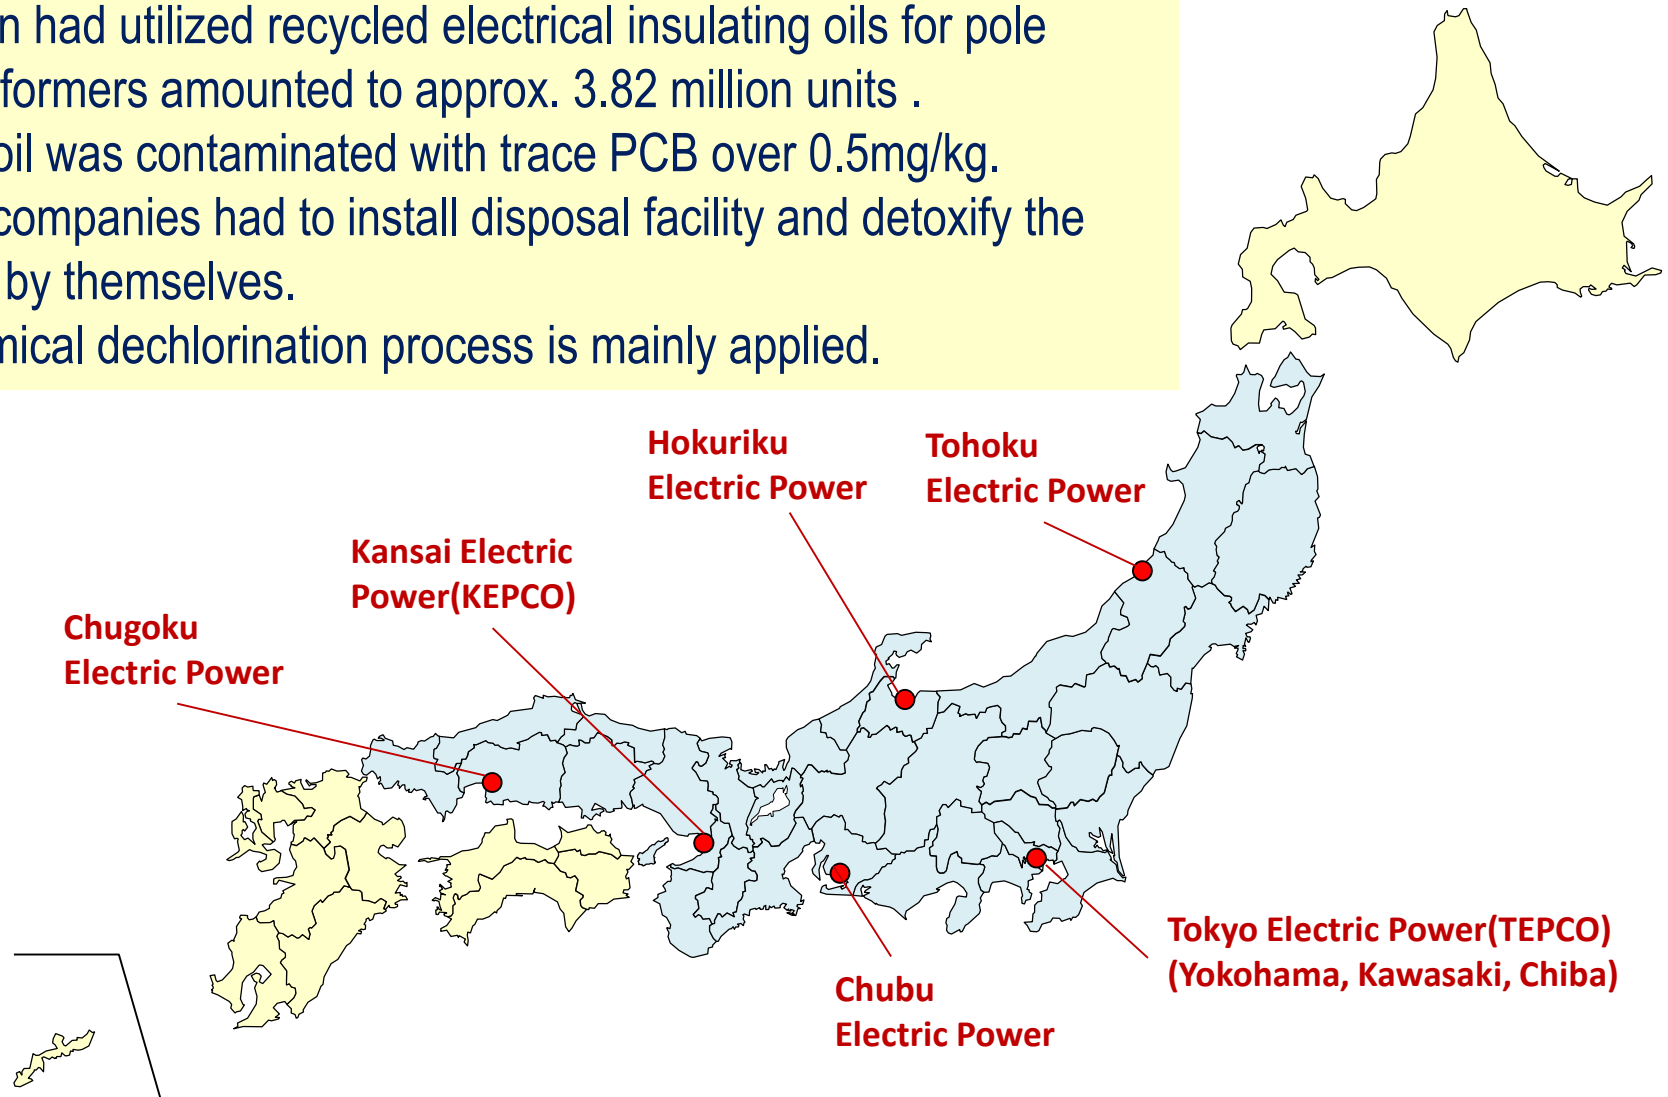 n had utilized recycled electrical insulating oils for pole
formers amounted to approx. 3.82 million units .
oil was contaminated with trace PCB over 0.5mg/kg.
companies had to install disposal facility and detoxify the
by themselves.
mical dechlorination process is mainly applied.
Hokuriku
Electric Power
Tohoku
Electric Power
Kansai Electric
Power(KEPCO)
Chugoku
Electric Power
Tokyo Electric Power(TEPCO)
(Yokohama, Kawasaki, Chiba)
Chubu
Electric Power